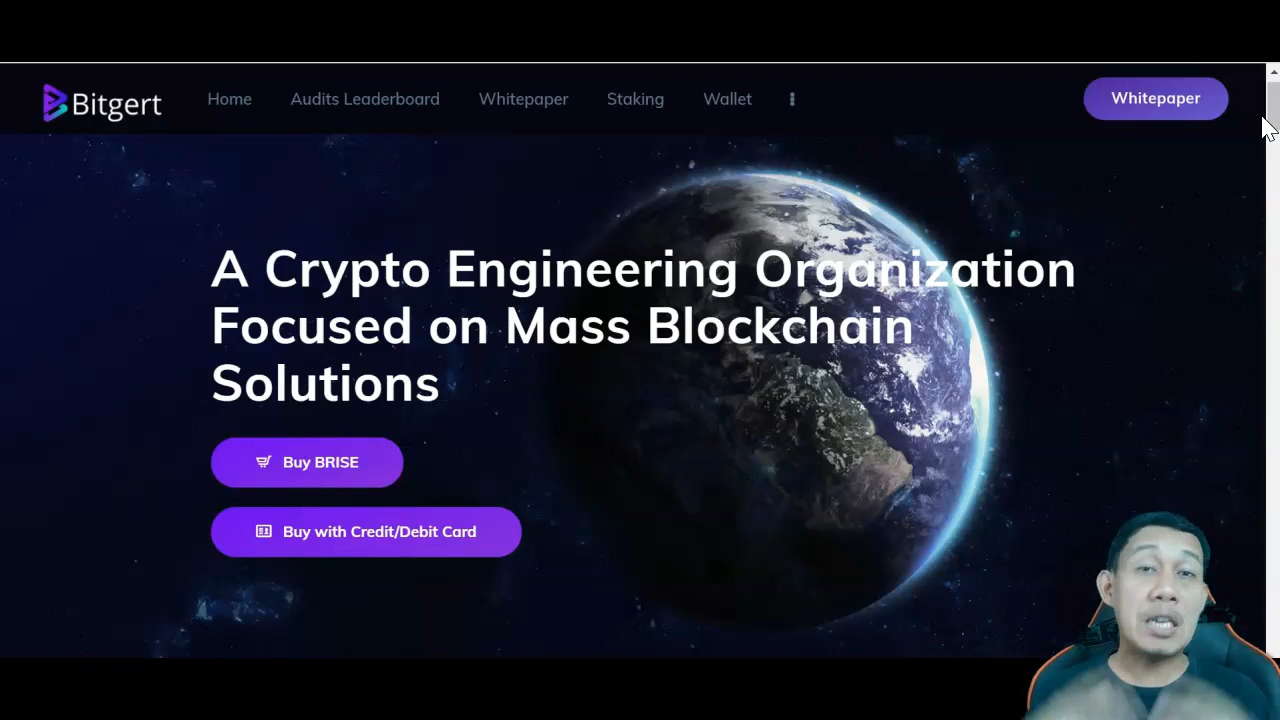 Bitgert
Home
Audits Leaderboard
Whitepaper
Staking
Wallet
Whitepaper
A Crypto Engineering Organization
Focused on Mass Blockchain
Solutions
Buy BRISE
Buy with Credit/Debit Card